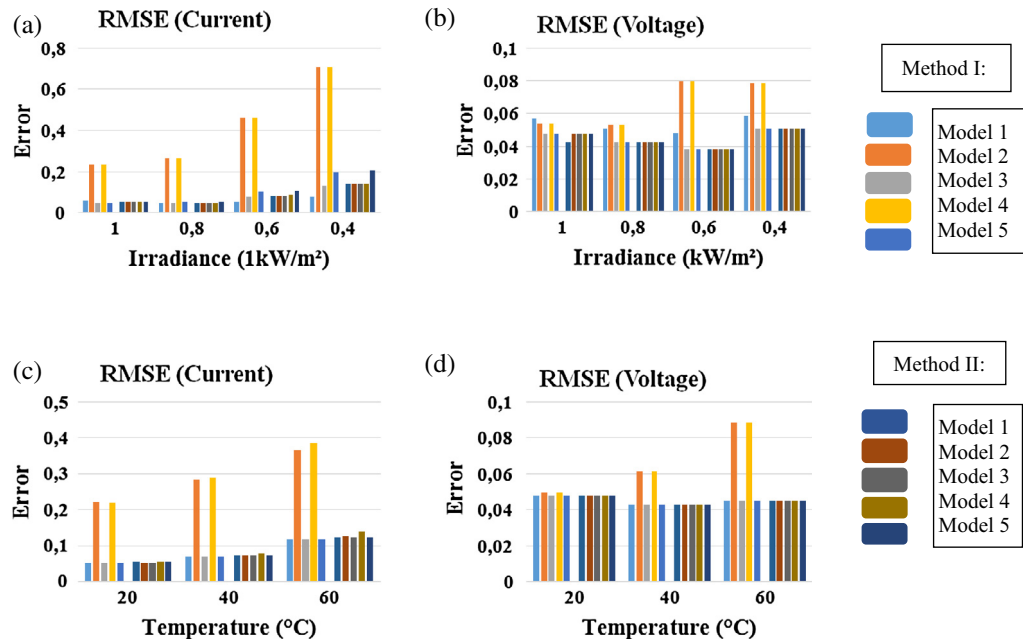 (a)
RMSE (Current)
0,8
0,6
0,4
0,2
0
Error
1
0,8
0,6
0,4
Irradiance (1kW/m²)
(b)
RMSE (Voltage)
0,1
0,08
0,06
0,04
0,02
0
Error
1
0,8
0,6
0,4
Irradiance (kW/m²)
Method I:
Model 1
Model 2
Model 3
Model 4
Model 5
(c)
RMSE (Current)
0,5
0,4
0,3
0,2
0,1
0
Error
20
40
60
Temperature (°C)
(d)
RMSE (Voltage)
0,1
0,08
0,06
0,04
0,02
0
Error
20
40
60
Temperature (°C)
Method II:
Model 1
Model 2
Model 3
Model 4
Model 5